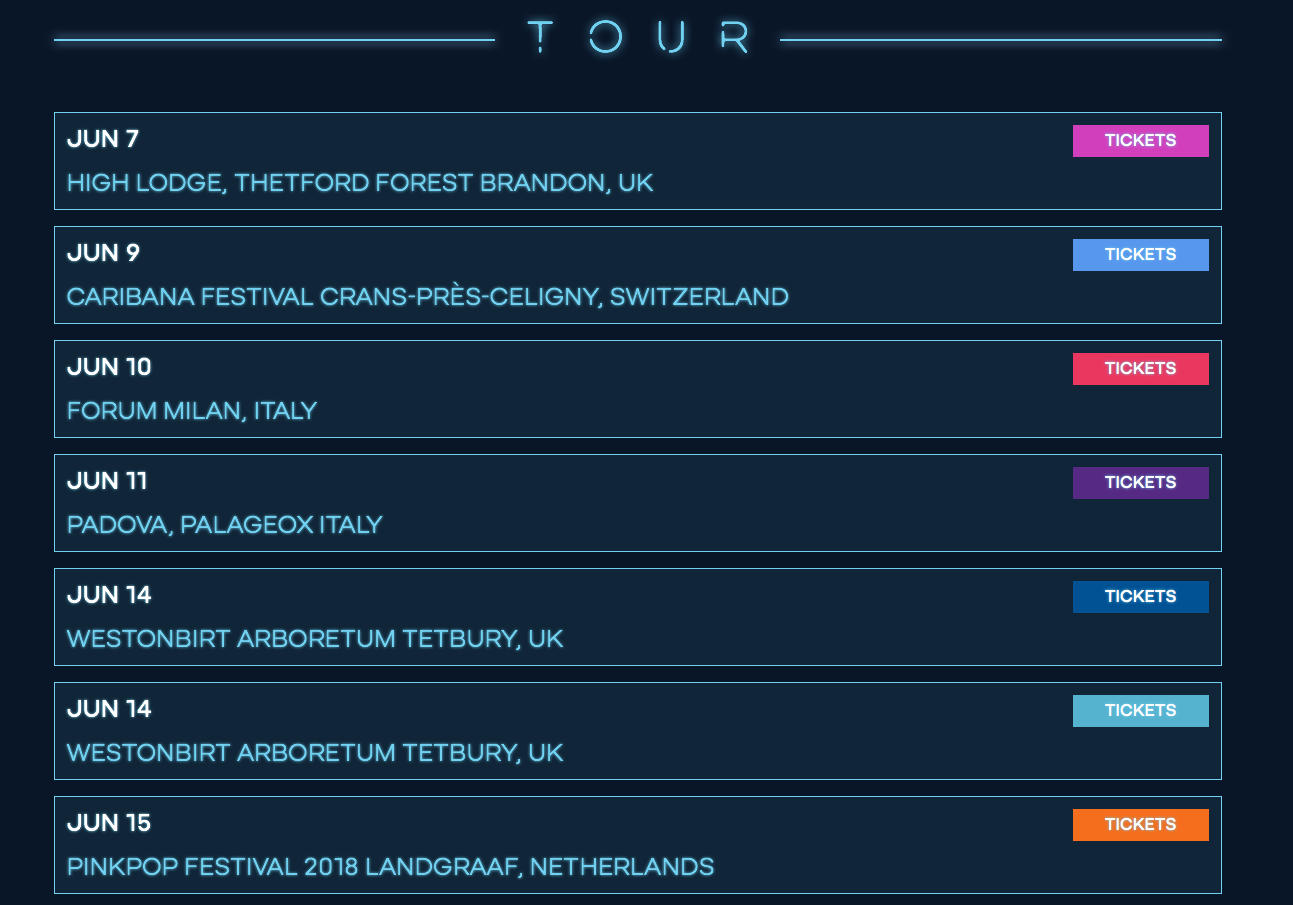 TOUR
JUN 7
TICKETS
HIGH LODGE, THETFORD FOREST BRANDON, UK
JUN 9
TICKETS
CARIBANA FESTIVAL CRANS-PRÈS-CELIGNY, SWITZERLAND
JUN 10
TICKETS
FORUM MILAN, ITALY
JUN 11
TICKETS
PADOVA, PALAGEOX ITALY
JUN 14
TICKETS
WESTONBIRT ARBORETUM TETBURY, UK
JUN 14
TICKETS
WESTONBIRT ARBORETUM TETBURY, UK
JUN 15
TICKETS
PINKPOP FESTIVAL 2018 LANDGRAAF, NETHERLANDS